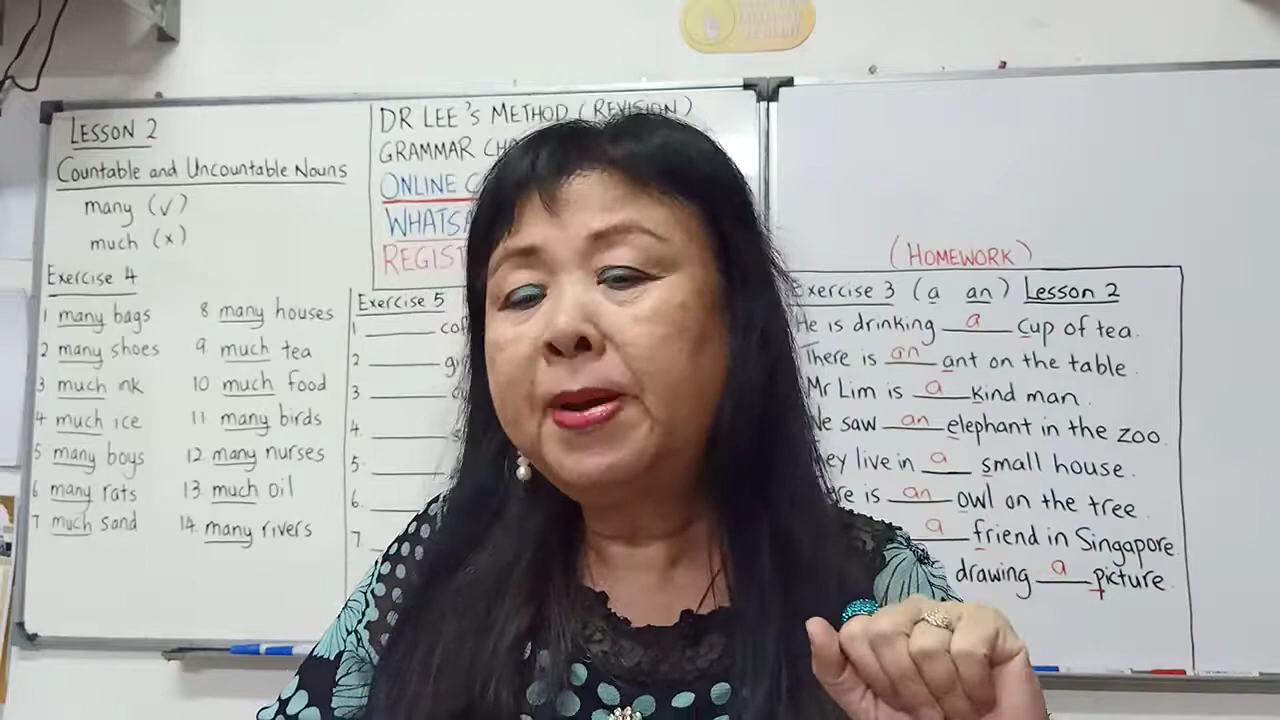 LESSON 2
Countable and Uncountable Nouns
many (√)
much (x)
Exercise 4
1 many bags
2 many shoes
3 much ink
4 much ice
5 many boys
6 many rats
7 much sand
8 many houses
9 much tea
10 much food
11 many birds
12 many nurses
13 much oil
14 many rivers
DR LEE'S METHOD (REVISION)
GRAMMAR
ONLINE
Exercise 5
1
2
3
4.
5.
6.
7.
(HOMEWORK)
Exercise 3 (a an) Lesson 2
He is drinking a cup of tea.
There is an ant on the table.
Mr Lim is a kind man.
We saw an elephant in the zoo.
They live in a small house.
is an owl on the tree.
a friend in Singapore.
drawing a picture.